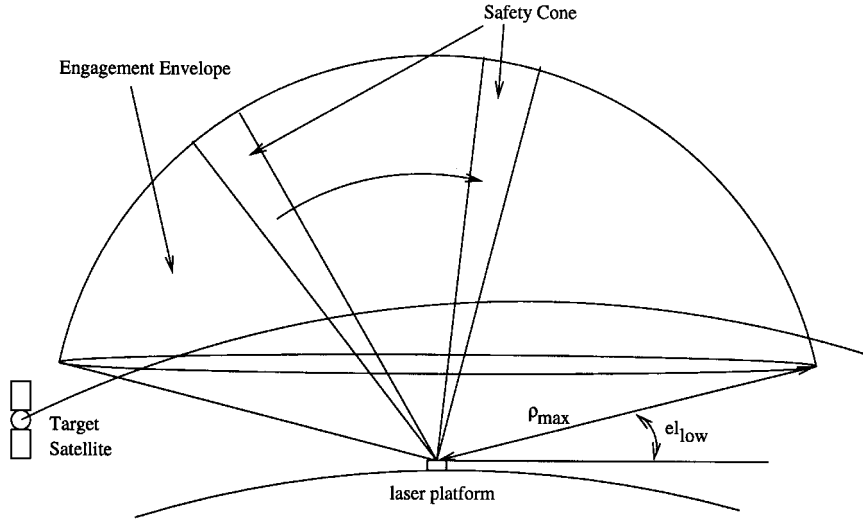 Safety Cone
Engagement Envelope
ρmax
ellow
Target
Satellite
laser platform